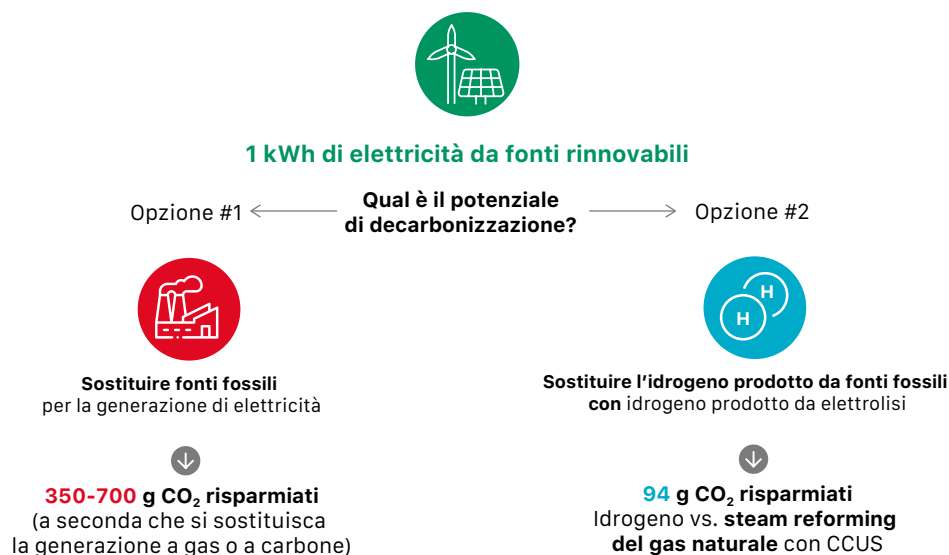 1 kWh di elettricità da fonti rinnovabili
Qual è il potenziale
di decarbonizzazione?
Opzione #1
Opzione #2
H
H
Sostituire fonti fossili
per la generazione di elettricità
350-700 g CO₂ risparmiati
(a seconda che si sostituisca
la generazione a gas o a carbone)
Sostituire l’idrogeno prodotto da fonti fossili
con idrogeno prodotto da elettrolisi
94 g CO₂ risparmiati
Idrogeno vs. steam reforming
del gas naturale con CCUS